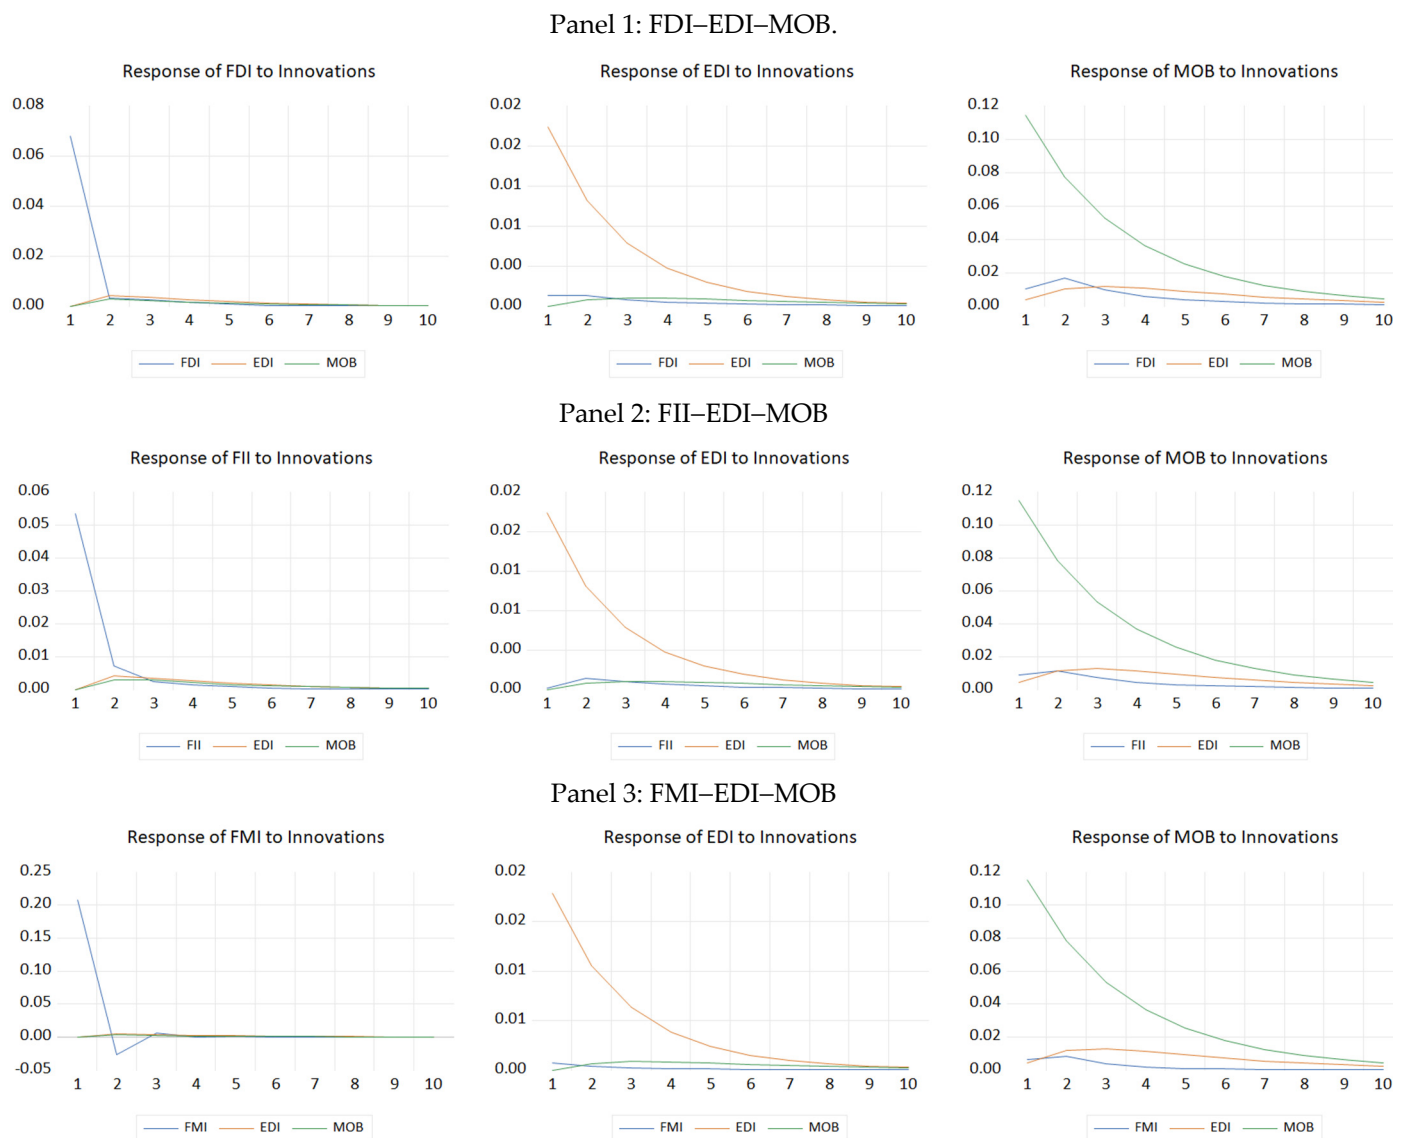 Panel 1: FDI–EDI–MOB.
Response of FDI to Innovations
0.08
0.06
0.04
0.02
0.00
1 2 3 4 5 6 7 8 9 10
FDI EDI MOB
Response of EDI to Innovations
0.02
0.02
0.01
0.01
0.00
0.00
1 2 3 4 5 6 7 8 9 10
FDI EDI MOB
Response of MOB to Innovations
0.12
0.10
0.08
0.06
0.04
0.02
0.00
1 2 3 4 5 6 7 8 9 10
FDI EDI MOB
Panel 2: FII–EDI–MOB
Response of FII to Innovations
0.06
0.05
0.04
0.03
0.02
0.01
0.00
1 2 3 4 5 6 7 8 9 10
FII EDI MOB
Response of EDI to Innovations
0.02
0.02
0.01
0.01
0.00
0.00
1 2 3 4 5 6 7 8 9 10
FII EDI MOB
Response of MOB to Innovations
0.12
0.10
0.08
0.06
0.04
0.02
0.00
1 2 3 4 5 6 7 8 9 10
FII EDI MOB
Panel 3: FMI–EDI–MOB
Response of FMI to Innovations
0.25
0.20
0.15
0.10
0.05
0.00
-0.05
1 2 3 4 5 6 7 8 9 10
FMI EDI MOB
Response of EDI to Innovations
0.02
0.02
0.01
0.01
0.00
1 2 3 4 5 6 7 8 9 10
FMI EDI MOB
Response of MOB to Innovations
0.12
0.10
0.08
0.06
0.04
0.02
0.00
1 2 3 4 5 6 7 8 9 10
FMI EDI MOB